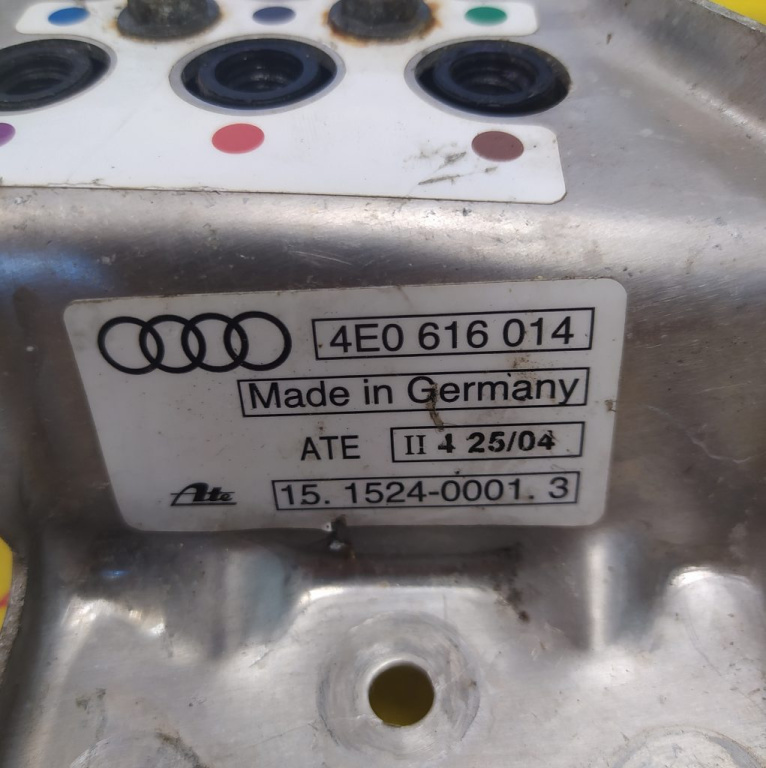 4E0 616 014
Made in Germany
ATE II 4 25/04
Ate 15. 1524-0001. 3